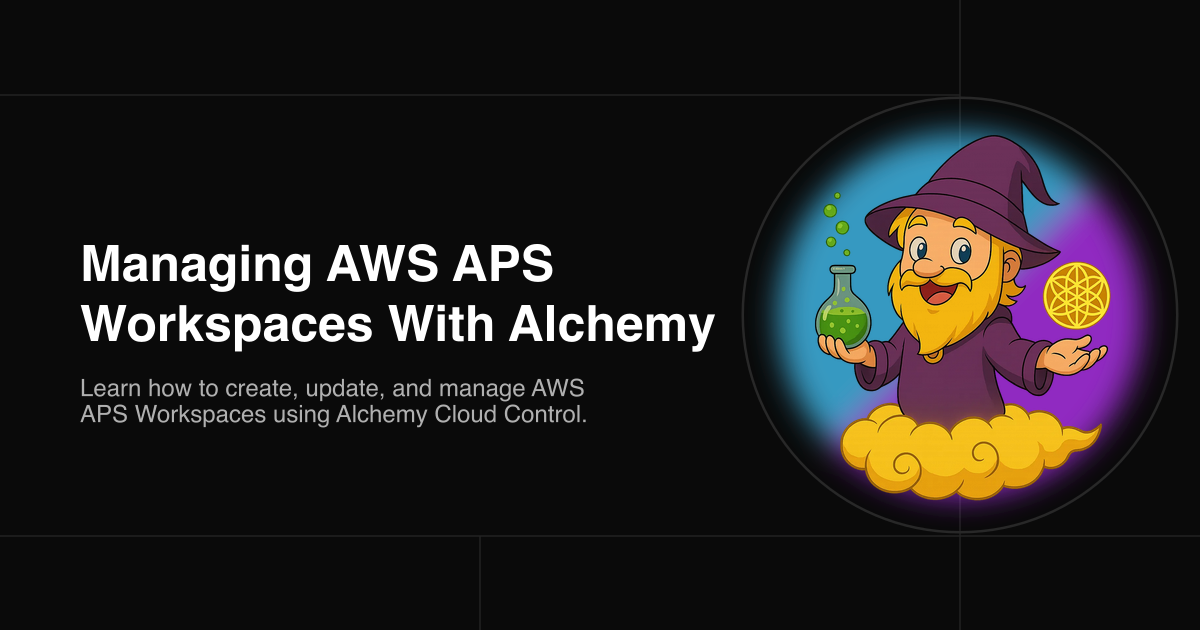 Managing AWS APS
Workspaces With Alchemy
Learn how to create, update, and manage AWS
APS Workspaces using Alchemy Cloud Control.